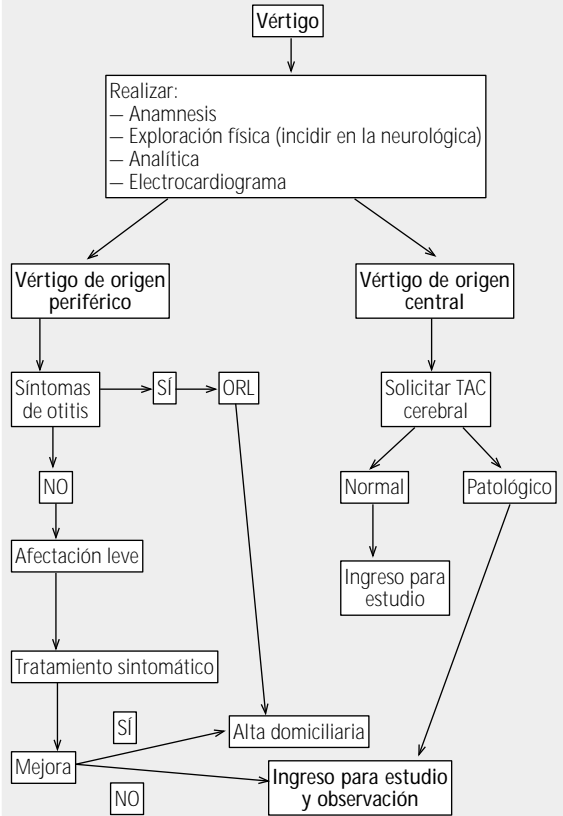 Vértigo
Realizar:
— Anamnesis
— Exploración física (incidir en la neurológica)
— Analítica
— Electrocardiograma
Vértigo de origen
periférico
Vértigo de origen
central
Síntomas
de otitis
SÍ
ORL
Solicitar TAC
cerebral
NO
Normal
Patológico
Afectación leve
Ingreso para
estudio
Tratamiento sintomático
SÍ
Alta domiciliaria
Mejora
NO
Ingreso para estudio
y observación